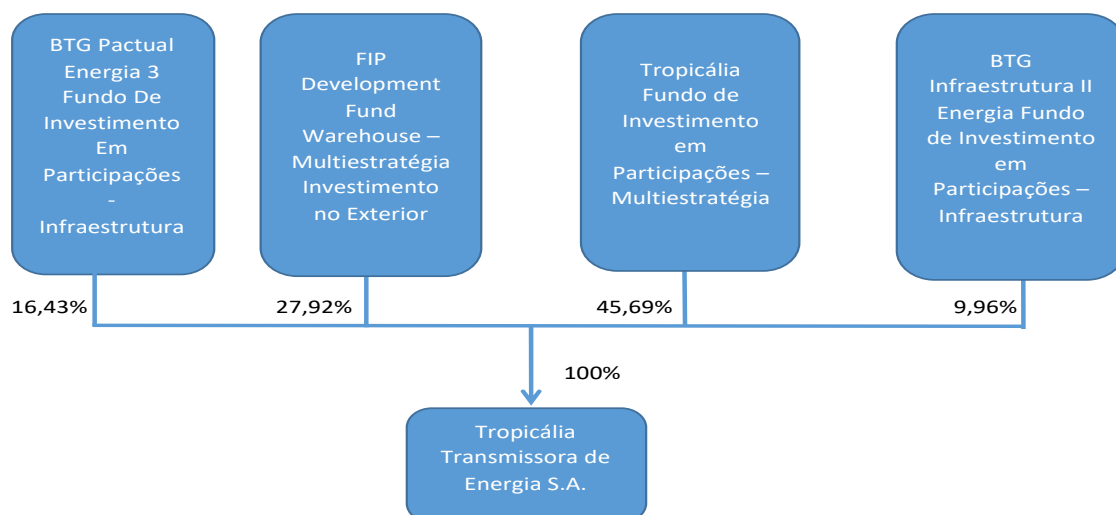 BTG Pactual
Energia 3
Fundo De
Investimento
Em
Participações
-
Infraestrutura
FIP
Development
Fund
Warehouse –
Multiestratégia
Investimento
no Exterior
Tropicália
Fundo de
Investimento
em
Participações –
Multiestratégia
BTG
Infraestrutura II
Energia Fundo
de Investimento
em
Participações –
Infraestrutura
16,43%
27,92%
45,69%
9,96%
100%
Tropicália
Transmissora de
Energia S.A.